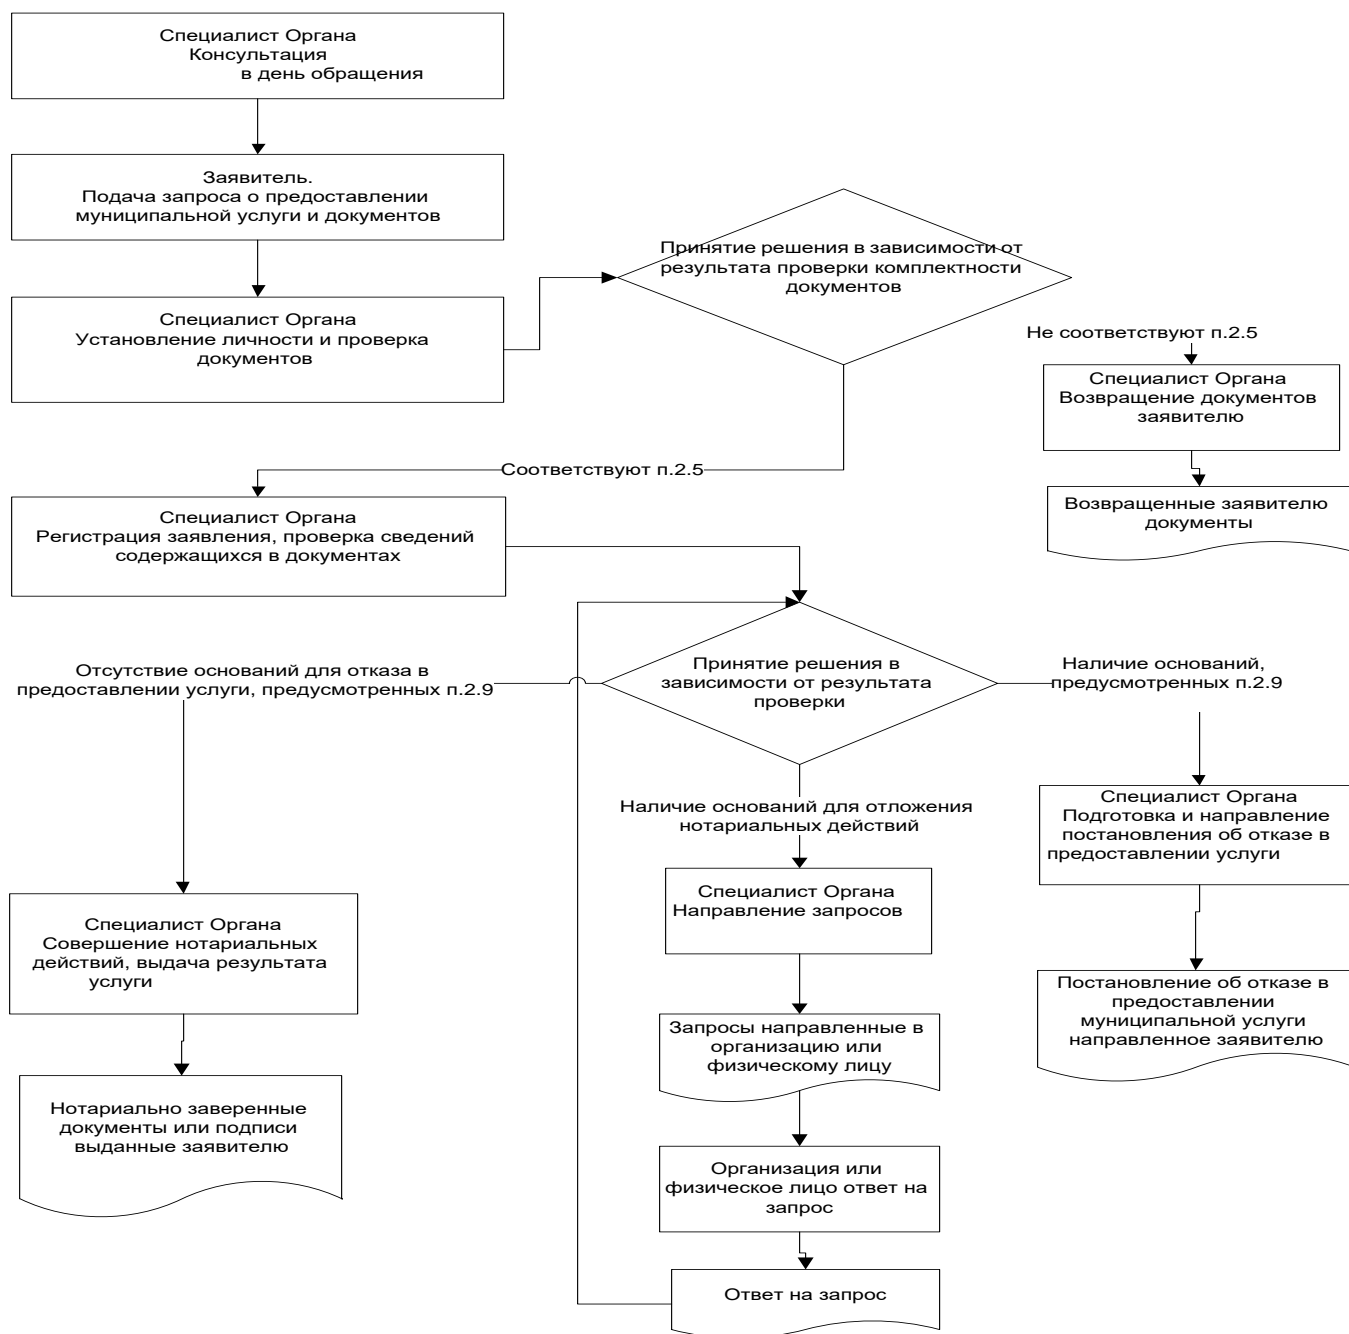 Специалист Органа
Консультация
в день обращения
Заявитель.
Подача запроса о предоставлении
муниципальной услуги и документов
Специалист Органа
Установление личности и проверка
документов
Принятие решения в зависимости от
результата проверки комплектности
документов
Не соответствуют п.2.5
Специалист Органа
Возвращение документов
заявителю
Возвращенные заявителю
документы
Соответствуют п.2.5
Специалист Органа
Регистрация заявления, проверка сведений
содержащихся в документах
Принятие решения в
зависимости от результата
проверки
Отсутствие оснований для отказа в
предоставлении услуги, предусмотренных п.2.9
Наличие оснований,
предусмотренных п.2.9
Наличие оснований для отложения
нотариальных действий
Специалист Органа
Подготовка и направление
постановления об отказе в
предоставлении услуги
Специалист Органа
Направление запросов
Специалист Органа
Совершение нотариальных
действий, выдача результата
услуги
Постановление об отказе в
предоставлении
муниципальной услуги
направленное заявителю
Запросы направленные в
организацию или
физическому лицу
Нотариально заверенные
документы или подписи
выданные заявителю
Организация или
физическое лицо ответ на
запрос
Ответ на запрос